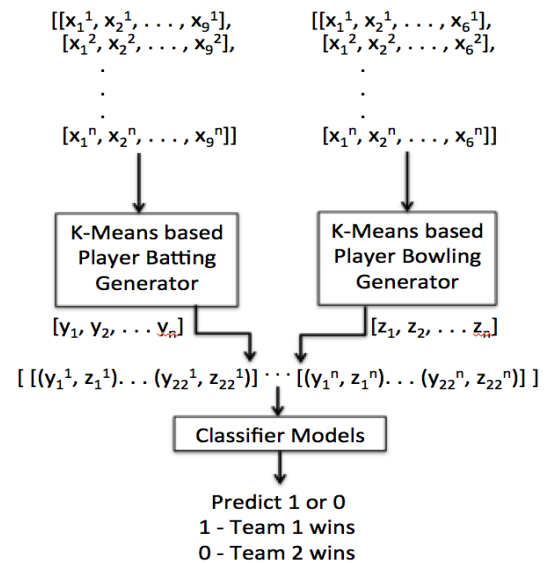 [[x₁¹, x₂¹, . . . , x₉¹],
[x₁², x₂², . . . , x₉²],
.
.
.
[x₁ⁿ, x₂ⁿ, . . . , x₉ⁿ]]
[[x₁¹, x₂¹, . . . , x₆¹],
[x₁², x₂², . . . , x₆²],
.
.
.
[x₁ⁿ, x₂ⁿ, . . . , x₆ⁿ]]
K-Means based
Player Batting
Generator
K-Means based
Player Bowling
Generator
[y₁, y₂, . . . yₙ]
[z₁, z₂, . . . zₙ]
[ [(y₁¹, z₁¹). . . (y₂₂¹, z₂₂¹)] . . . [(y₁ⁿ, z₁ⁿ). . . (y₂₂ⁿ, z₂₂ⁿ)] ]
Classifier Models
Predict 1 or 0
1 - Team 1 wins
0 - Team 2 wins